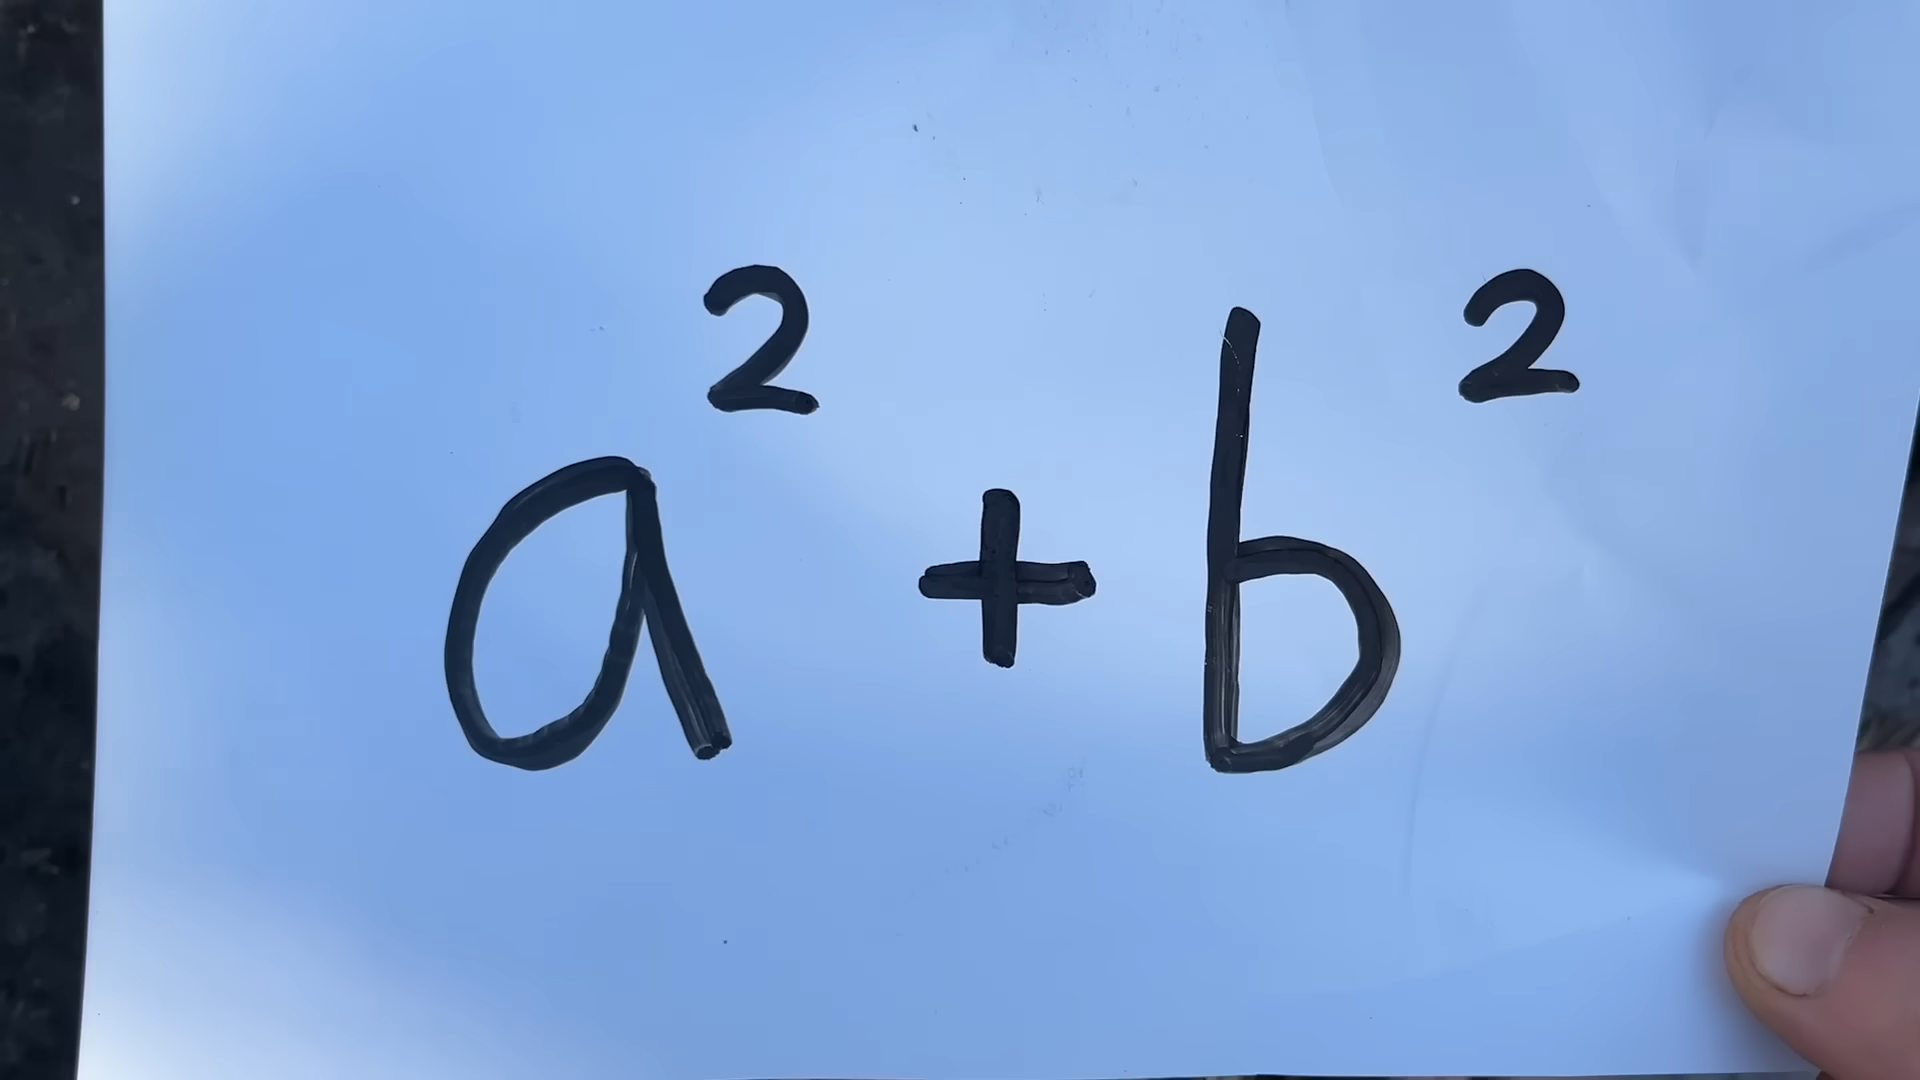 a² + b²